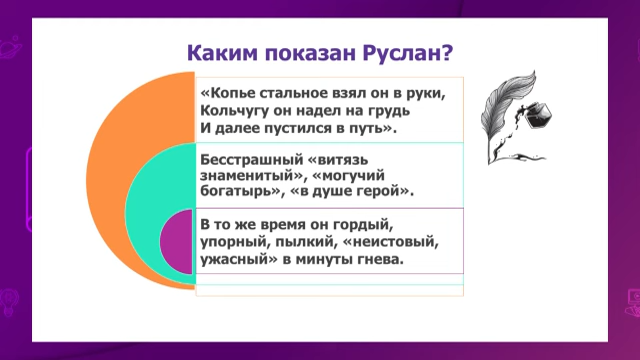 Каким показан Руслан?
«Копье стальное взял он в руки,
Кольчугу он надел на грудь
И далее пустился в путь».
Бесстрашный «витязь
знаменитый», «могучий
богатырь», «в душе герой».
В то же время он гордый,
упорный, пылкий, «неистовый,
ужасный» в минуты гнева.